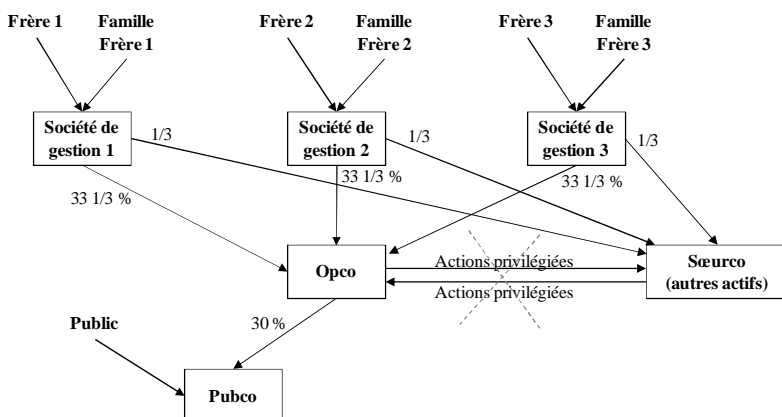 Frère 1
Famille
Frère 1
Frère 2
Famille
Frère 2
Frère 3
Famille
Frère 3
Société de
gestion 1
1/3
Société de
gestion 2
1/3
Société de
gestion 3
1/3
33 1/3 %
33 1/3 %
33 1/3 %
Opco
Actions privilégiées
Actions privilégiées
Sœurco
(autres actifs)
Public
30 %
Pubco